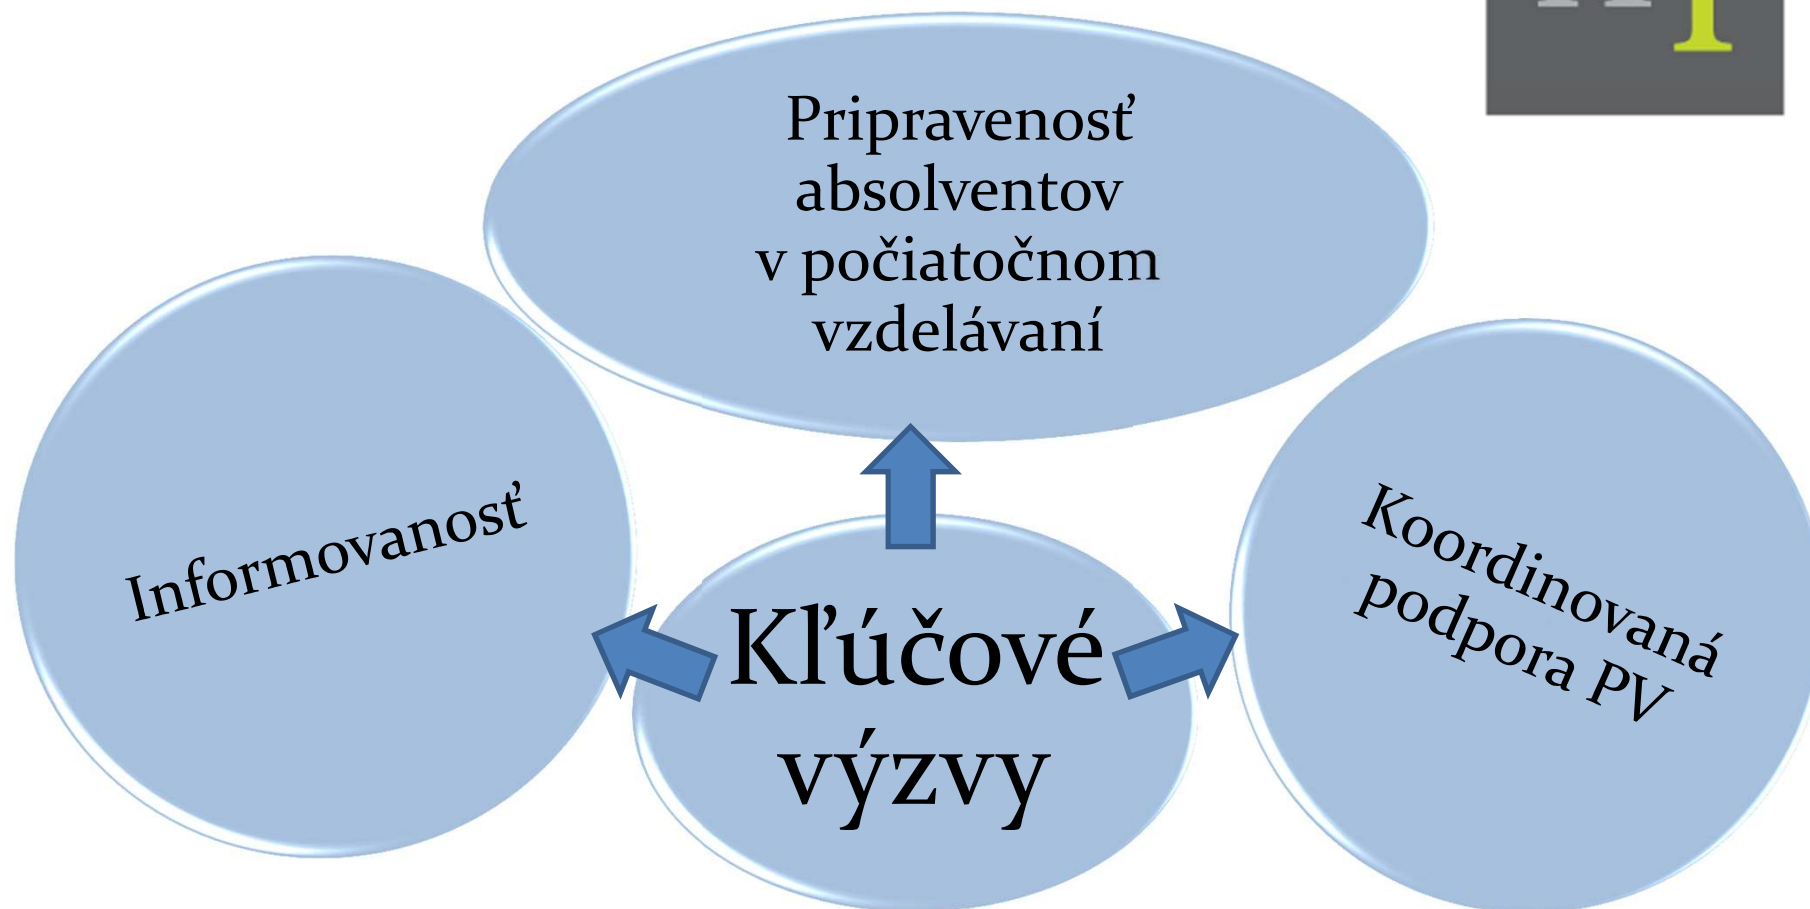 Pripravenosť
absolventov
v počiatočnom
vzdelávaní
Informovanosť
Koordinovaná
podpora PV
Kľúčové
výzvy